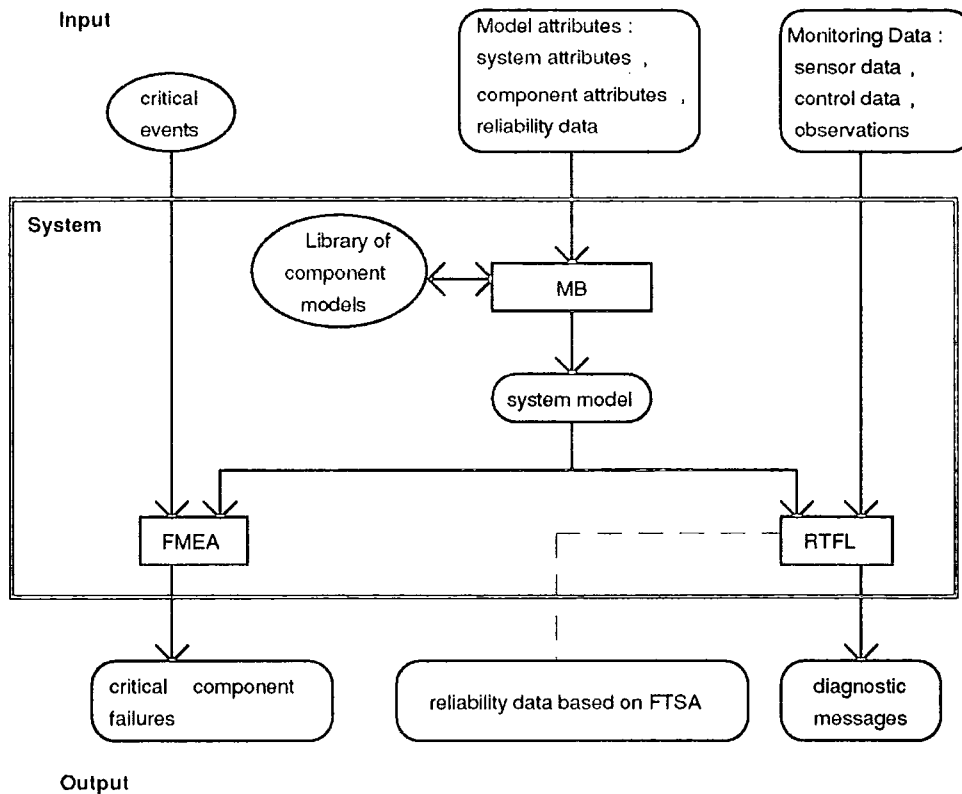 Input
critical
events
Model attributes :
system attributes ,
component attributes ,
reliability data
Monitoring Data :
sensor data ,
control data ,
observations
System
Library of
component
models
MB
system model
FMEA
RTFL
critical component
failures
reliability data based on FTSA
diagnostic
messages
Output